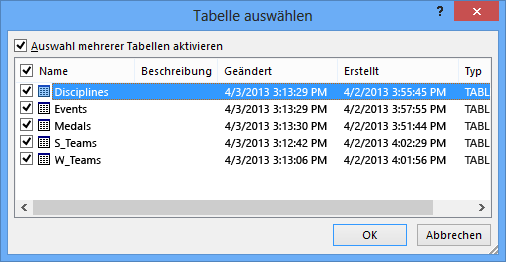 Tabelle auswählen
Auswahl mehrerer Tabellen aktivieren
Name Beschreibung Geändert Erstellt Typ
Disciplines 4/3/2013 3:13:29 PM 4/2/2013 3:55:45 PM TABL
Events 4/3/2013 3:13:29 PM 4/2/2013 3:57:55 PM TABL
Medals 4/3/2013 3:13:30 PM 4/2/2013 3:51:44 PM TABL
S_Teams 4/3/2013 3:12:42 PM 4/2/2013 4:02:29 PM TABL
W_Teams 4/3/2013 3:13:06 PM 4/2/2013 4:01:56 PM TABL
OK Abbrechen